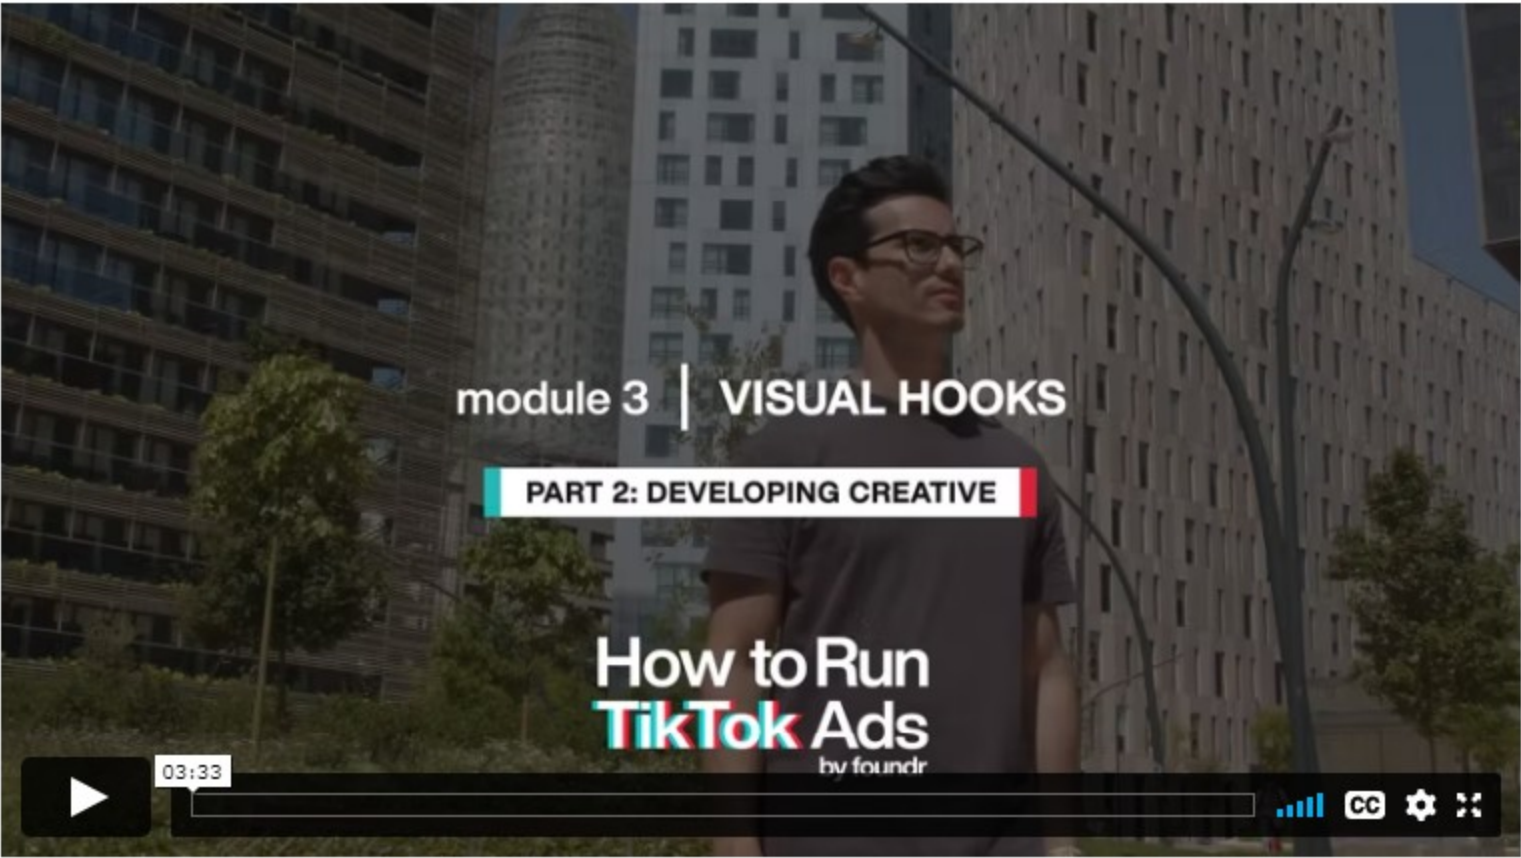 module 3 | VISUAL HOOKS
PART 2: DEVELOPING CREATIVE
How to Run
TikTok Ads
by foundr
03:33
CC